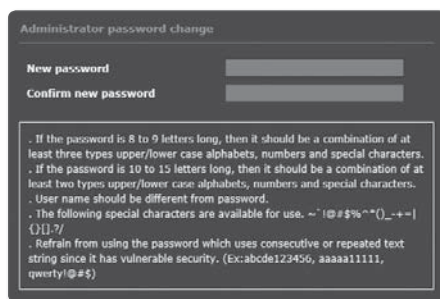 Administrator password change
New password
Confirm new password
. If the password is 8 to 9 letters long, then it should be a combination of at
least three types upper/lower case alphabets, numbers and special characters.
. If the password is 10 to 15 letters long, then it should be a combination of at
least two types upper/lower case alphabets, numbers and special characters.
. User name should be different from password.
. The following special characters are available for use. ~`!@#$%^*()_-+=|
{}[].?/
. Refrain from using the password which uses consecutive or repeated text
string since it has vulnerable security. (Ex:abcde123456, aaaaa11111,
qwerty!@#$)